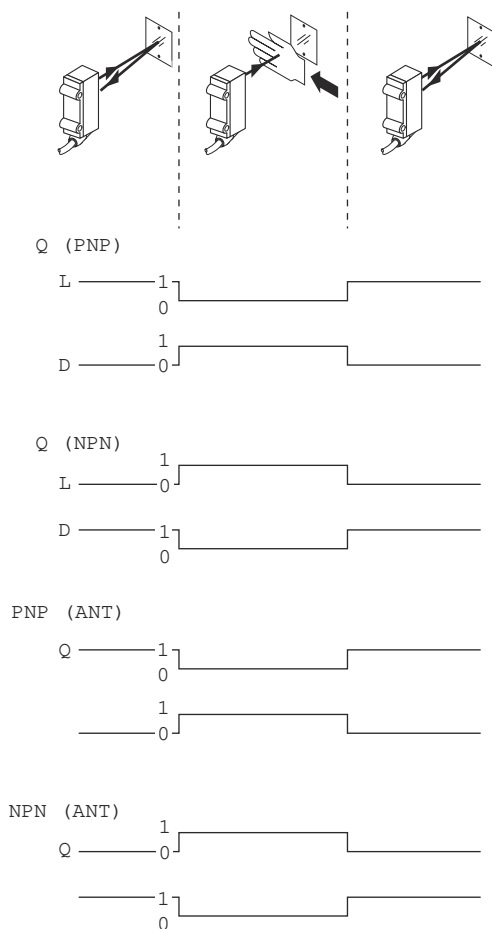 Q (PNP)
L 1
0
1
D 0
Q (NPN)
1
L 0
D 1
0
PNP (ANT)
Q 1
0
1
0
NPN (ANT)
1
Q 0
1
0